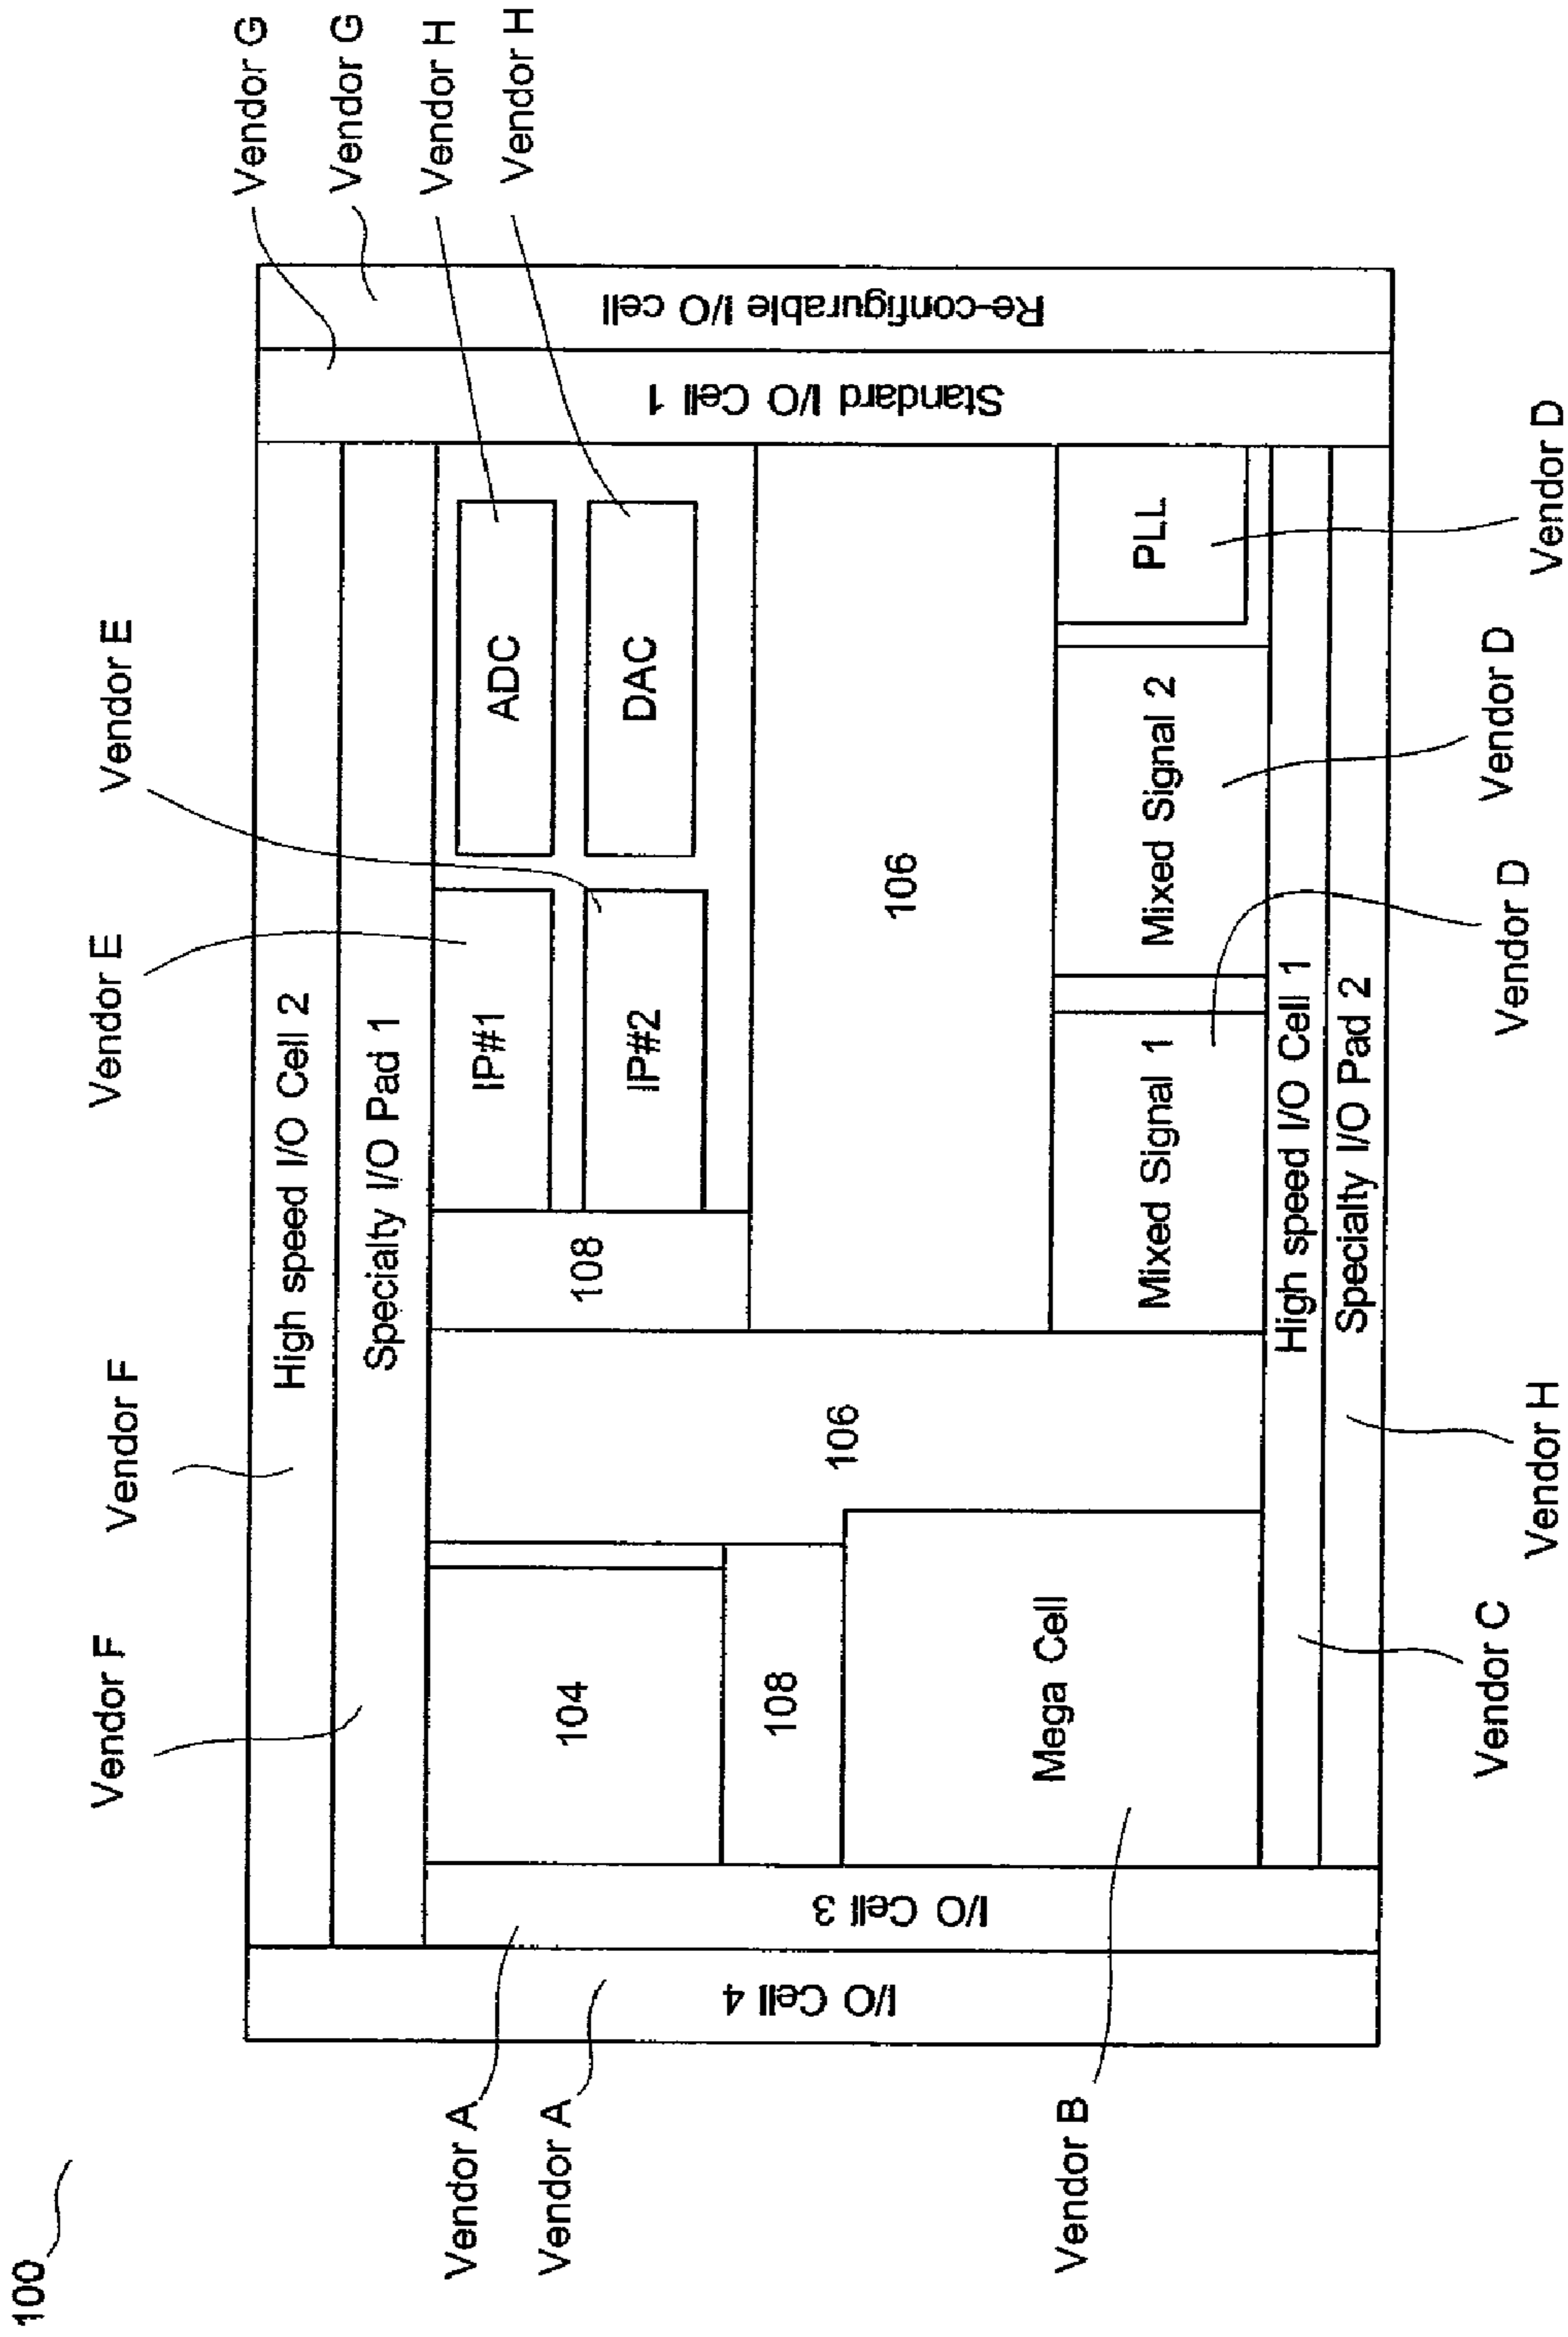 100
Vendor F
Vendor F
Vendor E
Vendor E
Vendor G
Vendor G
Vendor H
Vendor H
High speed I/O Cell 2
Specialty I/O Pad 1
I/O Cell 4
I/O Cell 3
104
108
Mega Cell
106
108
IP#1
IP#2
ADC
DAC
106
Mixed Signal 1
Mixed Signal 2
PLL
Standard I/O Cell 1
Re-configurable I/O cell
High speed I/O Cell 1
Specialty I/O Pad 2
Vendor A
Vendor A
Vendor B
Vendor C
Vendor H
Vendor D
Vendor D
Vendor D